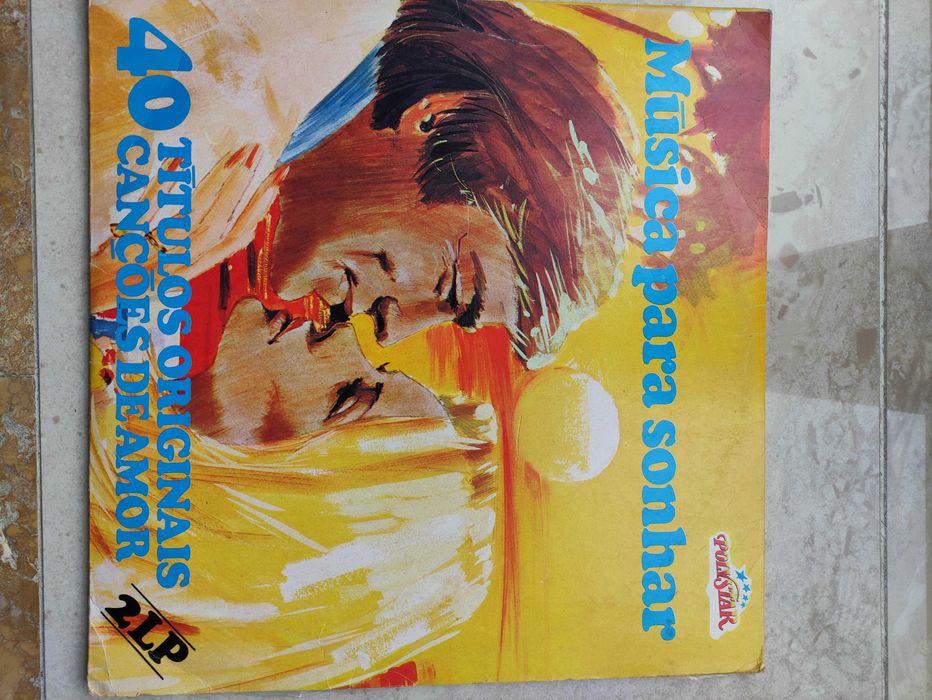 Música para sonhar
POLYSTAR
40 TÍTULOS ORIGINAIS
CANÇÕES DE AMOR
2LP